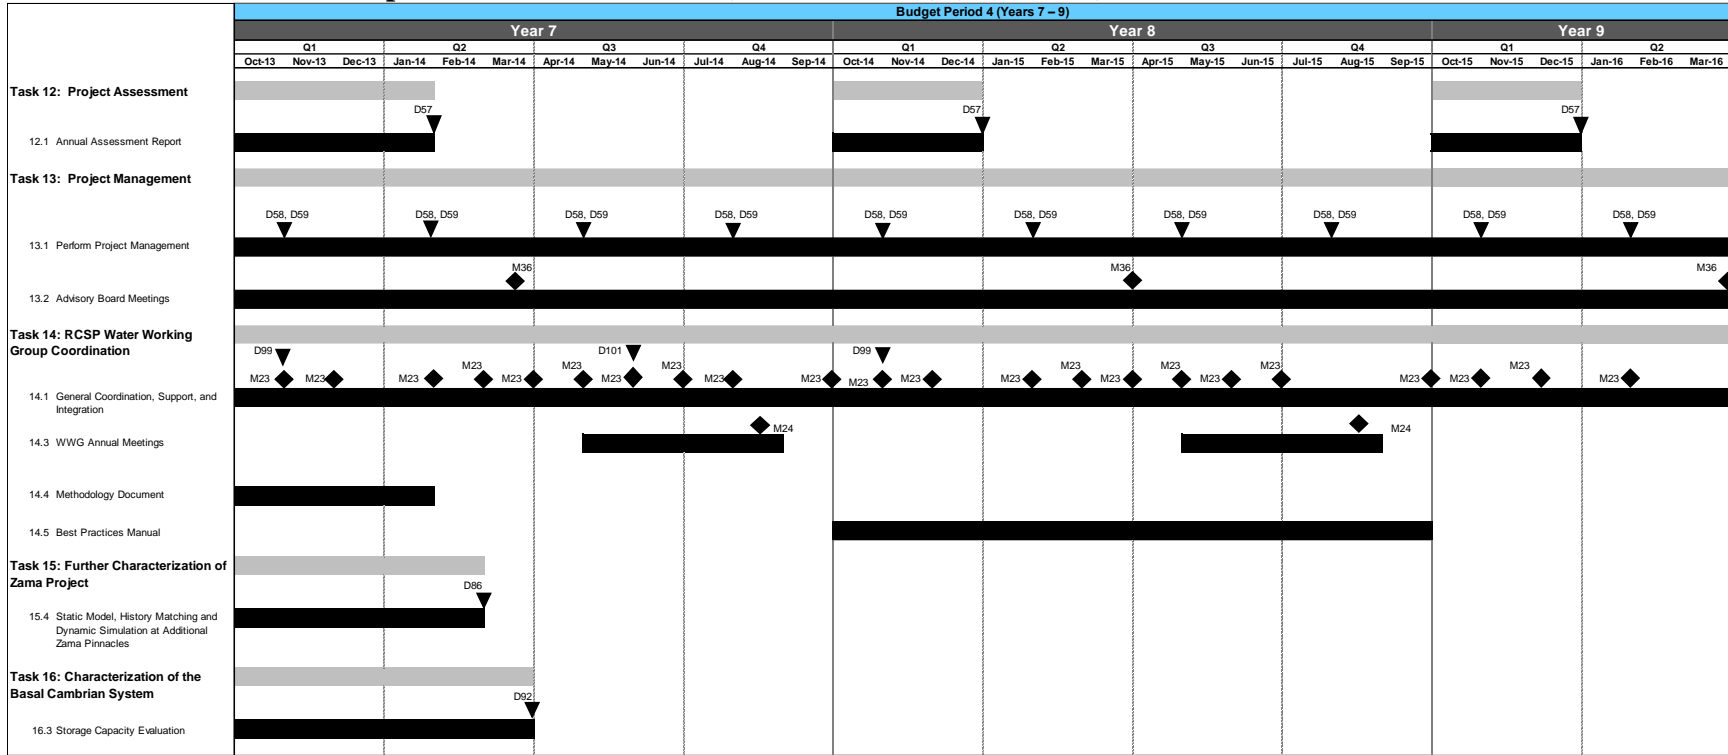 Budget Period 4 (Years 7 – 9)
Year 7 Year 8 Year 9
Q1 Q2 Q3 Q4 Q1 Q2 Q3 Q4 Q1 Q2
Oct-13 Nov-13 Dec-13 Jan-14 Feb-14 Mar-14 Apr-14 May-14 Jun-14 Jul-14 Aug-14 Sep-14 Oct-14 Nov-14 Dec-14 Jan-15 Feb-15 Mar-15 Apr-15 May-15 Jun-15 Jul-15 Aug-15 Sep-15 Oct-15 Nov-15 Dec-15 Jan-16 Feb-16 Mar-16
Task 12: Project Assessment
D57 D57 D57
12.1 Annual Assessment Report
Task 13: Project Management
D58, D59 D58, D59 D58, D59 D58, D59 D58, D59 D58, D59 D58, D59 D58, D59 D58, D59 D58, D59
13.1 Perform Project Management
M36 M36 M36
13.2 Advisory Board Meetings
Task 14: RCSP Water Working
Group Coordination
D99 D101 D99
M23 M23 M23 M23 M23 M23 M23 M23 M23 M23 M23 M23 M23 M23 M23 M23 M23 M23 M23 M23 M23 M23
14.1 General Coordination, Support, and
Integration
M24 M24
14.3 WWG Annual Meetings
14.4 Methodology Document
14.5 Best Practices Manual
Task 15: Further Characterization of
Zama Project
D86
15.4 Static Model, History Matching and
Dynamic Simulation at Additional
Zama Pinnacles
Task 16: Characterization of the
Basal Cambrian System
D92
16.3 Storage Capacity Evaluation